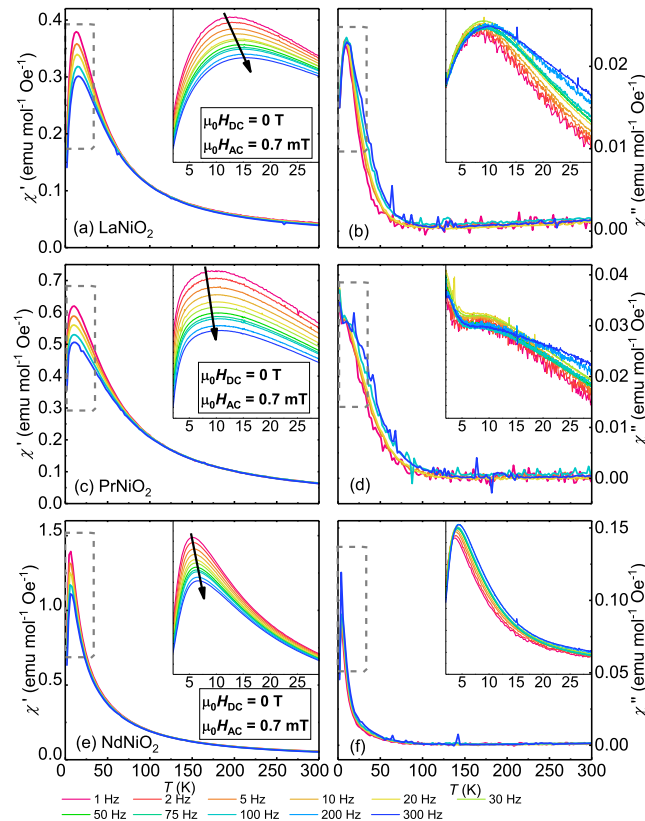 0.4
0.3
0.2
0.1
0.0
χ' (emu mol⁻¹ Oe⁻¹)
(a) LaNiO₂
μ₀H_DC = 0 T
μ₀H_AC = 0.7 mT
5 10 15 20 25
(b)
5 10 15 20 25
0.02
0.01
0.00
χ'' (emu mol⁻¹ Oe⁻¹)
0.7
0.6
0.5
0.4
0.3
0.2
0.1
0.0
χ' (emu mol⁻¹ Oe⁻¹)
(c) PrNiO₂
μ₀H_DC = 0 T
μ₀H_AC = 0.7 mT
5 10 15 20 25
(d)
5 10 15 20 25
0.04
0.03
0.02
0.01
0.00
χ'' (emu mol⁻¹ Oe⁻¹)
1.5
1.0
0.5
0.0
χ' (emu mol⁻¹ Oe⁻¹)
(e) NdNiO₂
5 10 15 20 25
μ₀H_DC = 0 T
μ₀H_AC = 0.7 mT
(f)
5 10 15 20 25
0.15
0.10
0.05
0.00
χ'' (emu mol⁻¹ Oe⁻¹)
0 50 100 150 200 250 300
0 50 100 150 200 250 300
T (K)
T (K)
1 Hz 2 Hz 5 Hz 10 Hz 20 Hz 30 Hz
50 Hz 75 Hz 100 Hz 200 Hz 300 Hz